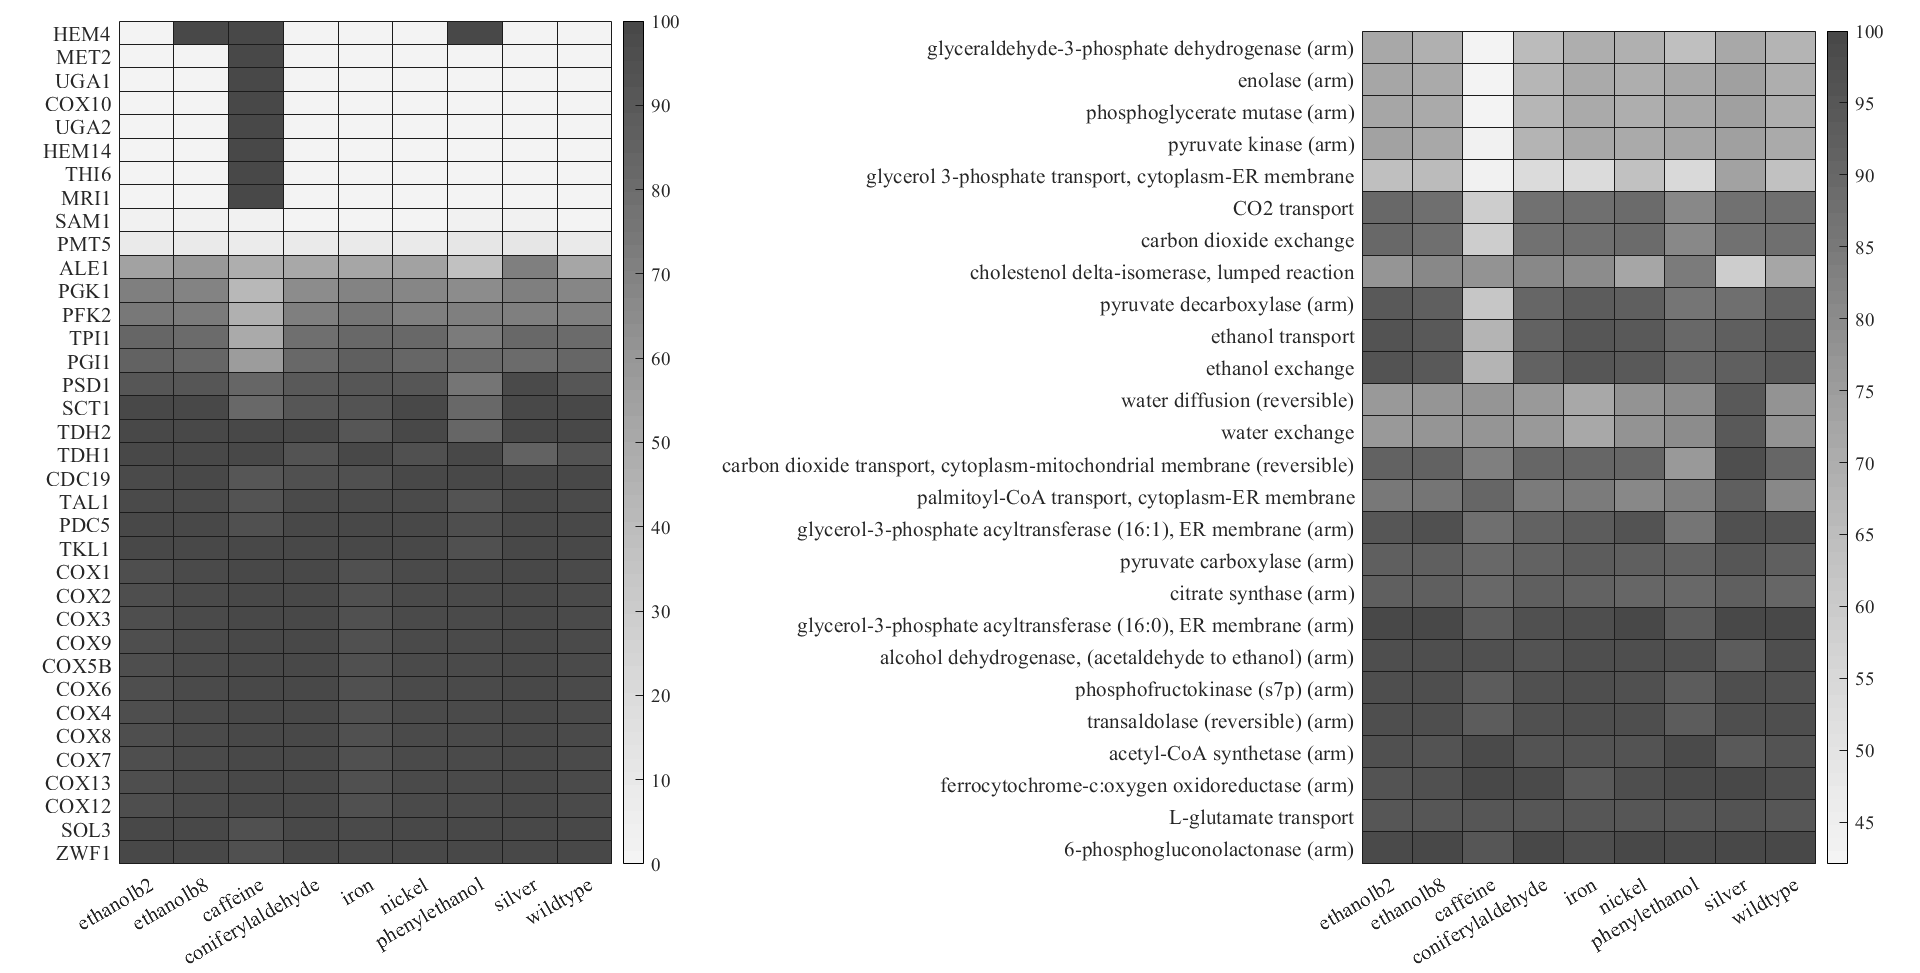 HEM4
MET2
UGA1
COX10
UGA2
HEM14
THI6
MRI1
SAM1
PMT5
ALE1
PGK1
PFK2
TPI1
PGI1
PSD1
SCT1
TDH2
TDH1
CDC19
TAL1
PDC5
TKL1
COX1
COX2
COX3
COX9
COX5B
COX6
COX4
COX8
COX7
COX13
COX12
SOL3
ZWF1
ethanolb2
ethanolb8
caffeine
coniferylaldehyde
iron
nickel
phenylethanol
silver
wildtype
100
90
80
70
60
50
40
30
20
10
0
glyceraldehyde-3-phosphate dehydrogenase (arm)
enolase (arm)
phosphoglycerate mutase (arm)
pyruvate kinase (arm)
glycerol 3-phosphate transport, cytoplasm-ER membrane
CO2 transport
carbon dioxide exchange
cholestenol delta-isomerase, lumped reaction
pyruvate decarboxylase (arm)
ethanol transport
ethanol exchange
water diffusion (reversible)
water exchange
carbon dioxide transport, cytoplasm-mitochondrial membrane (reversible)
palmitoyl-CoA transport, cytoplasm-ER membrane
glycerol-3-phosphate acyltransferase (16:1), ER membrane (arm)
pyruvate carboxylase (arm)
citrate synthase (arm)
glycerol-3-phosphate acyltransferase (16:0), ER membrane (arm)
alcohol dehydrogenase, (acetaldehyde to ethanol) (arm)
phosphofructokinase (s7p) (arm)
transaldolase (reversible) (arm)
acetyl-CoA synthetase (arm)
ferrocytochrome-c:oxygen oxidoreductase (arm)
L-glutamate transport
6-phosphogluconolactonase (arm)
ethanolb2
ethanolb8
caffeine
coniferylaldehyde
iron
nickel
phenylethanol
silver
wildtype
100
95
90
85
80
75
70
65
60
55
50
45